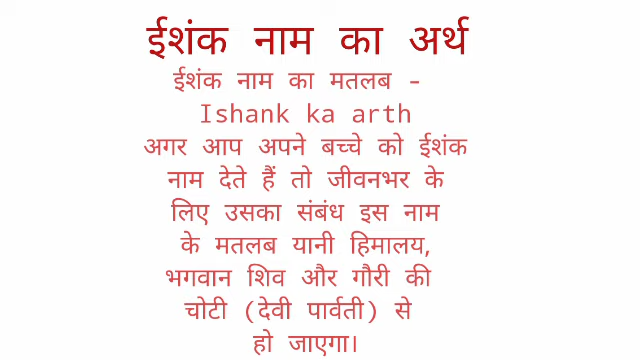 ईशंक नाम का अर्थ
ईशंक नाम का मतलब -
Ishank ka arth
अगर आप अपने बच्चे को ईशंक
नाम देते हैं तो जीवनभर के
लिए उसका संबंध इस नाम
के मतलब यानी हिमालय,
भगवान शिव और गौरी की
चोटी (देवी पार्वती) से
हो जाएगा।